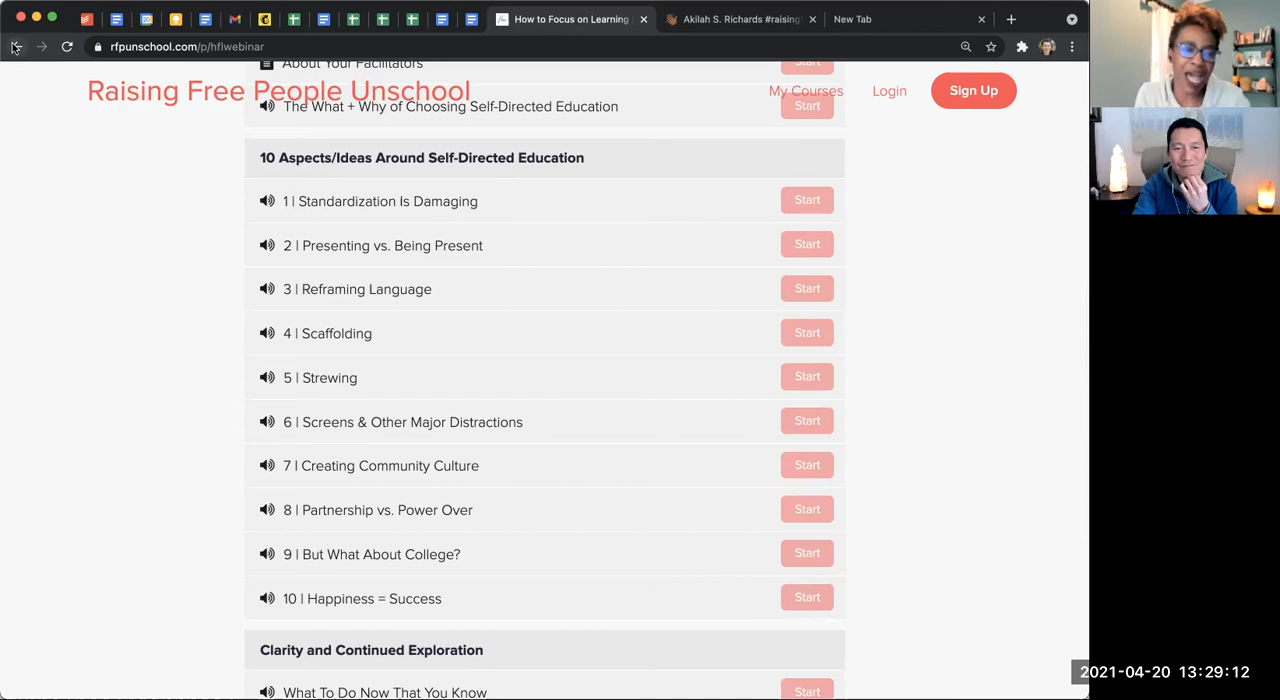 How to Focus on Learning
Akilah S. Richards #raising
New Tab
rfpunschool.com/p/hflwebinar
About Your Facilitators
Start
Raising Free People Unschool
My Courses
Login
Sign Up
The What + Why of Choosing Self-Directed Education
Start
10 Aspects/Ideas Around Self-Directed Education
1 | Standardization Is Damaging
Start
2 | Presenting vs. Being Present
Start
3 | Reframing Language
Start
4 | Scaffolding
Start
5 | Strewing
Start
6 | Screens & Other Major Distractions
Start
7 | Creating Community Culture
Start
8 | Partnership vs. Power Over
Start
9 | But What About College?
Start
10 | Happiness = Success
Start
Clarity and Continued Exploration
What To Do Now That You Know
Start
2021-04-20 13:29:12